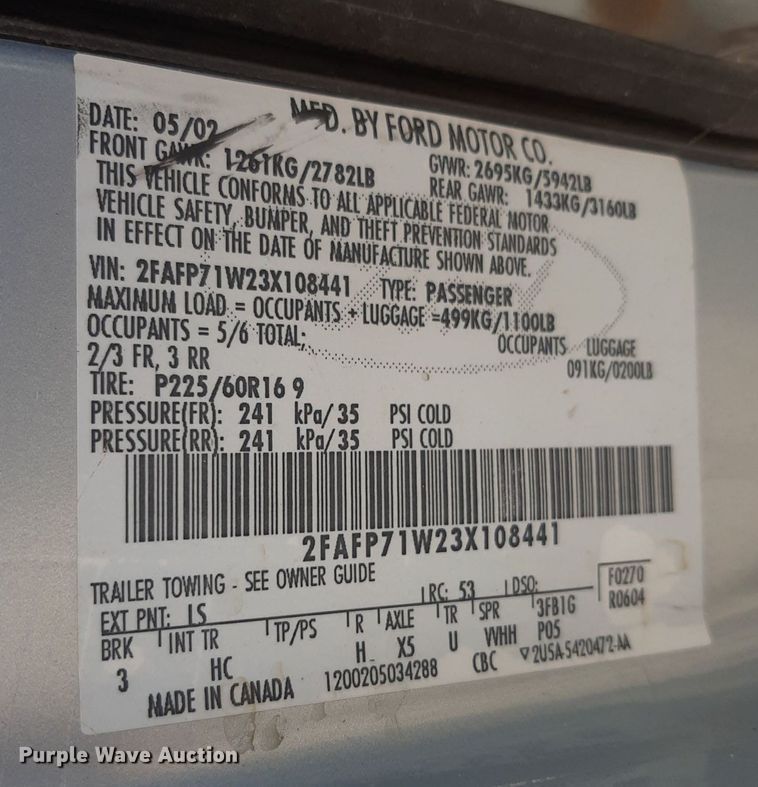 MFD. BY FORD MOTOR CO.
DATE: 05/02
GVWR: 2695KG/5942LB
FRONT GAWR: 1261KG/2782LB
REAR GAWR: 1433KG/3160LB
THIS VEHICLE CONFORMS TO ALL APPLICABLE FEDERAL MOTOR
VEHICLE SAFETY, BUMPER, AND THEFT PREVENTION STANDARDS
IN EFFECT ON THE DATE OF MANUFACTURE SHOWN ABOVE.
VIN: 2FAFP71W23X108441 TYPE: PASSENGER
MAXIMUM LOAD = OCCUPANTS + LUGGAGE =499KG/1100LB
OCCUPANTS = 5/6 TOTAL; OCCUPANTS LUGGAGE
2/3 FR, 3 RR 091KG/0200LB
TIRE: P225/60R16 9
PRESSURE(FR): 241 kPa/35 PSI COLD
PRESSURE(RR): 241 kPa/35 PSI COLD
2FAFP71W23X108441
TRAILER TOWING - SEE OWNER GUIDE
EXT PNT: LS RC: 53 DSO: F0270
R0604
BRK INT TR TP/PS R AXLE TR SPR 3FB1G
3 HC H X5 U VVHH P05
MADE IN CANADA 1200205034288 CBC 2USA-5420472-AA
Purple Wave Auction